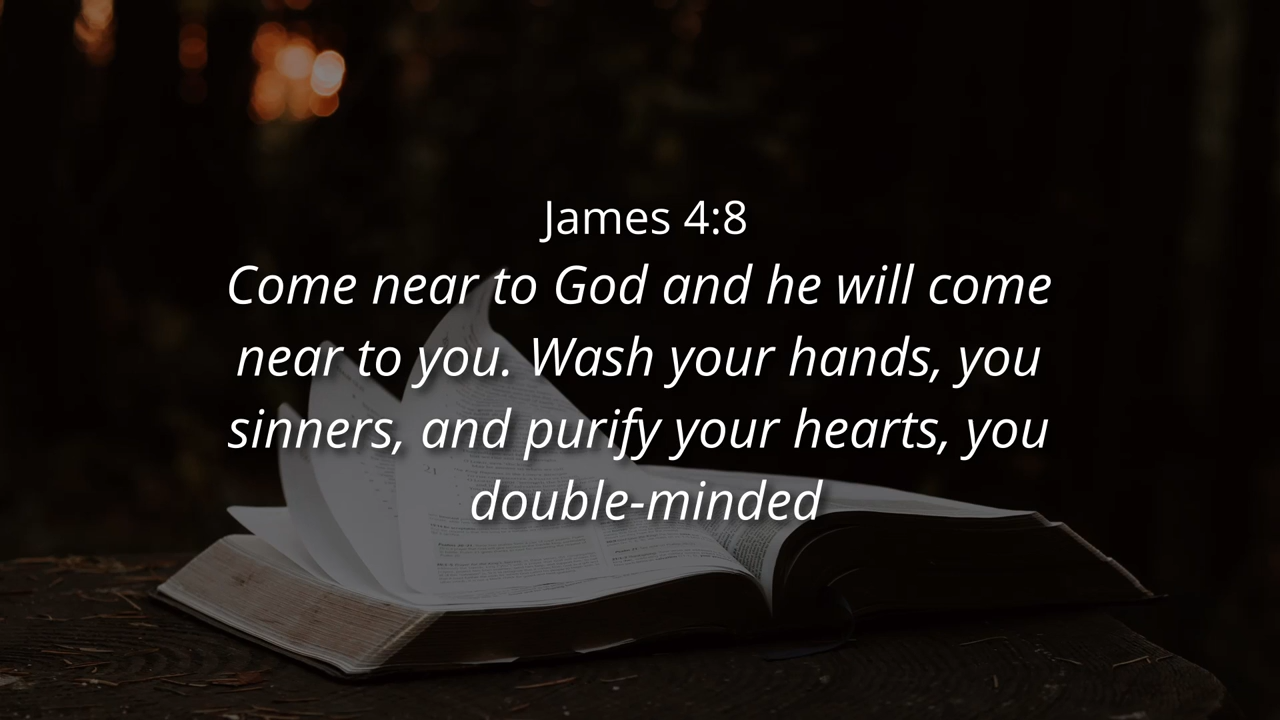 James 4:8
Come near to God and he will come
near to you. Wash your hands, you
sinners, and purify your hearts, you
double-minded